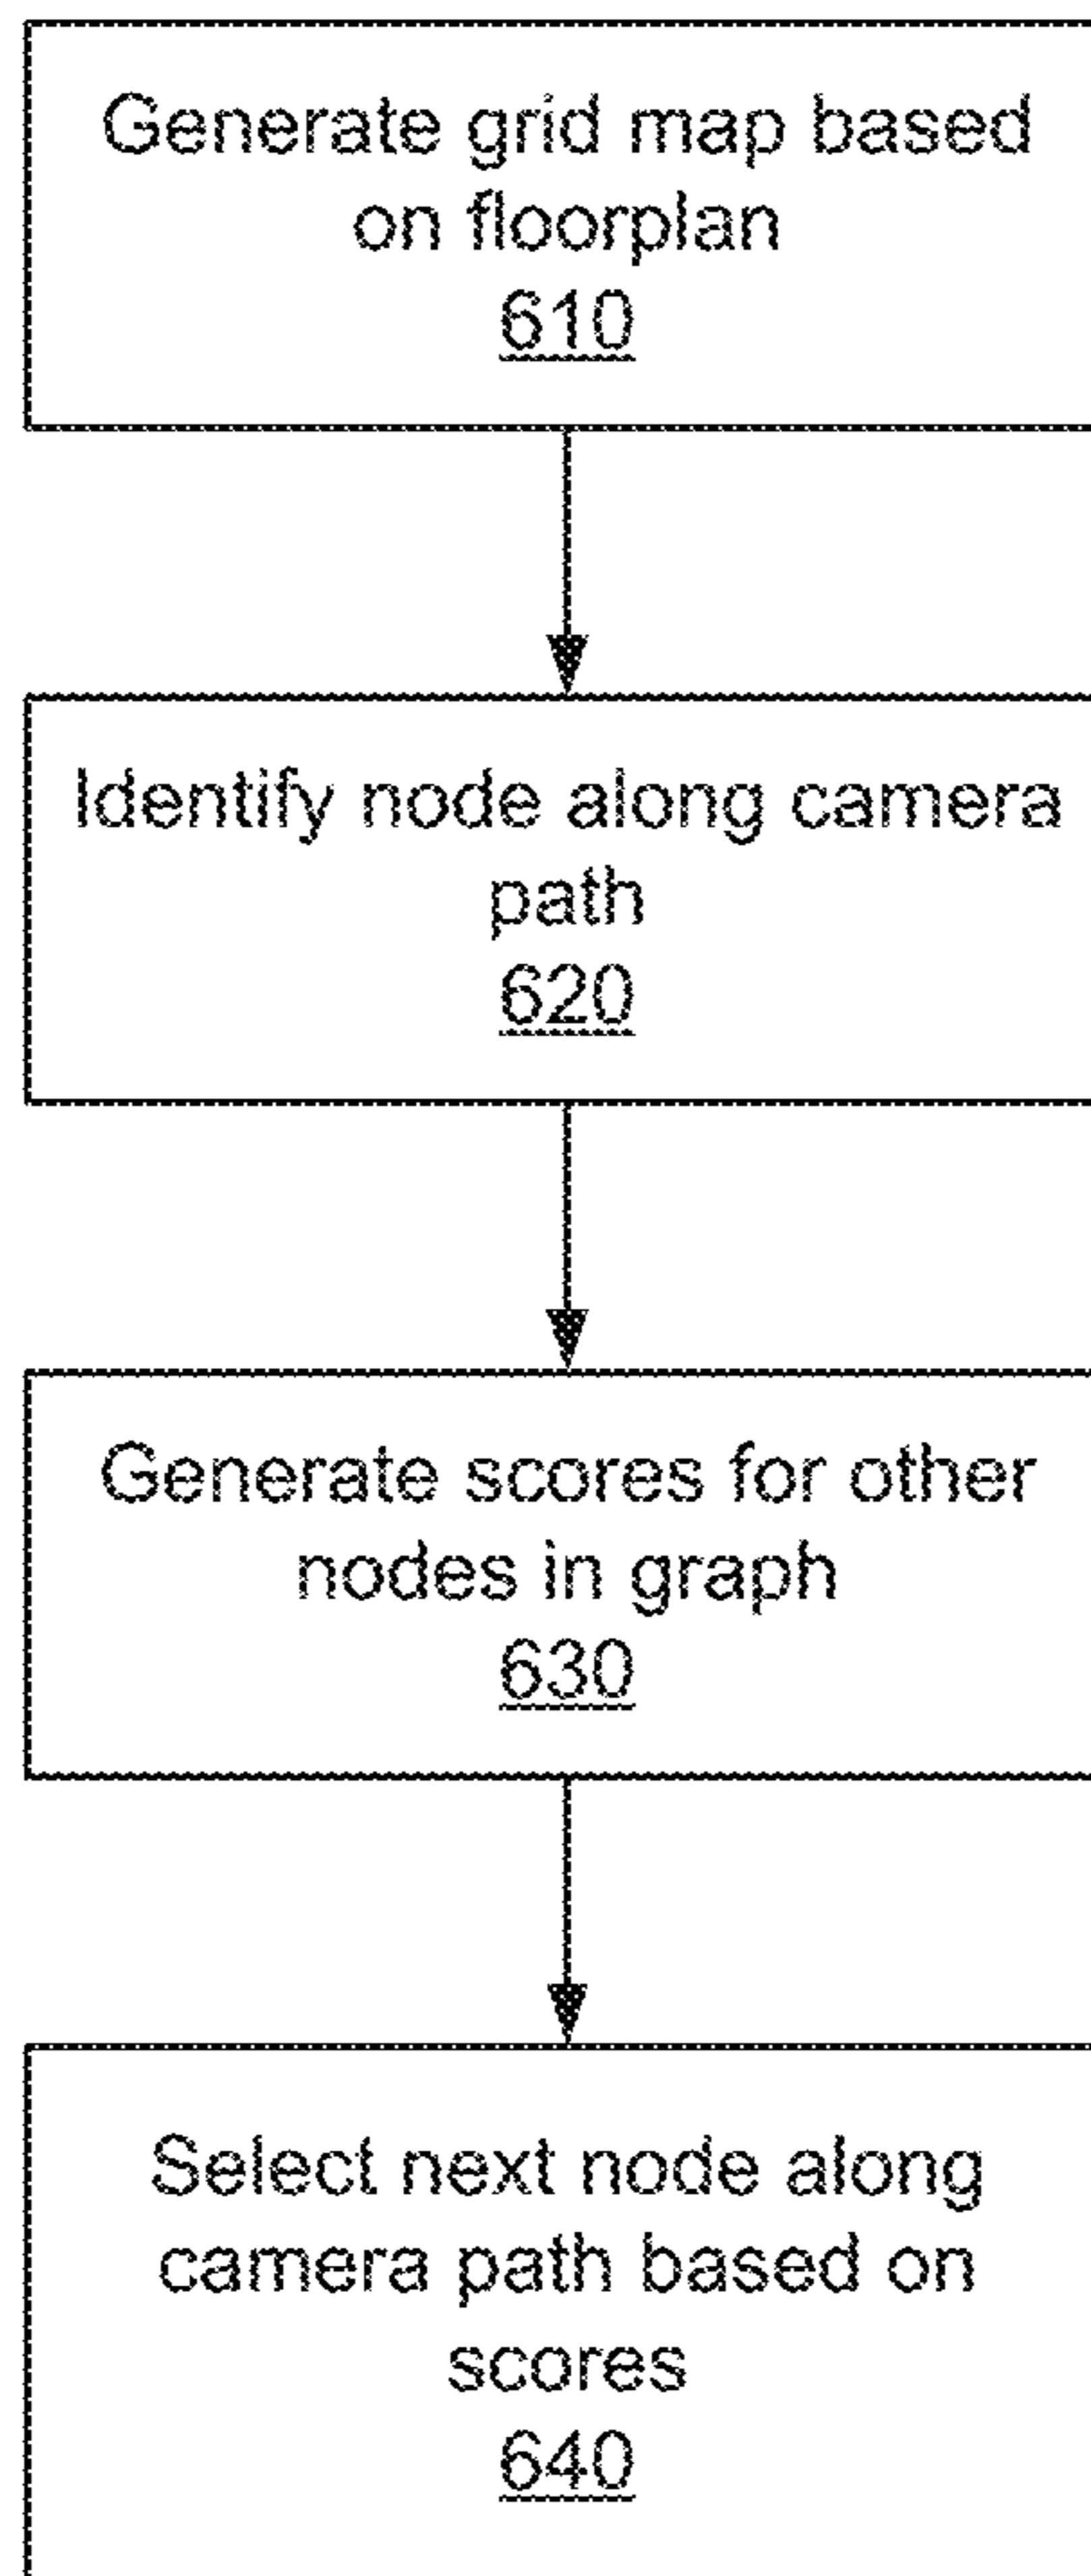 Generate grid map based
on floorplan
610
Identify node along camera
path
620
Generate scores for other
nodes in graph
630
Select next node along
camera path based on
scores
640